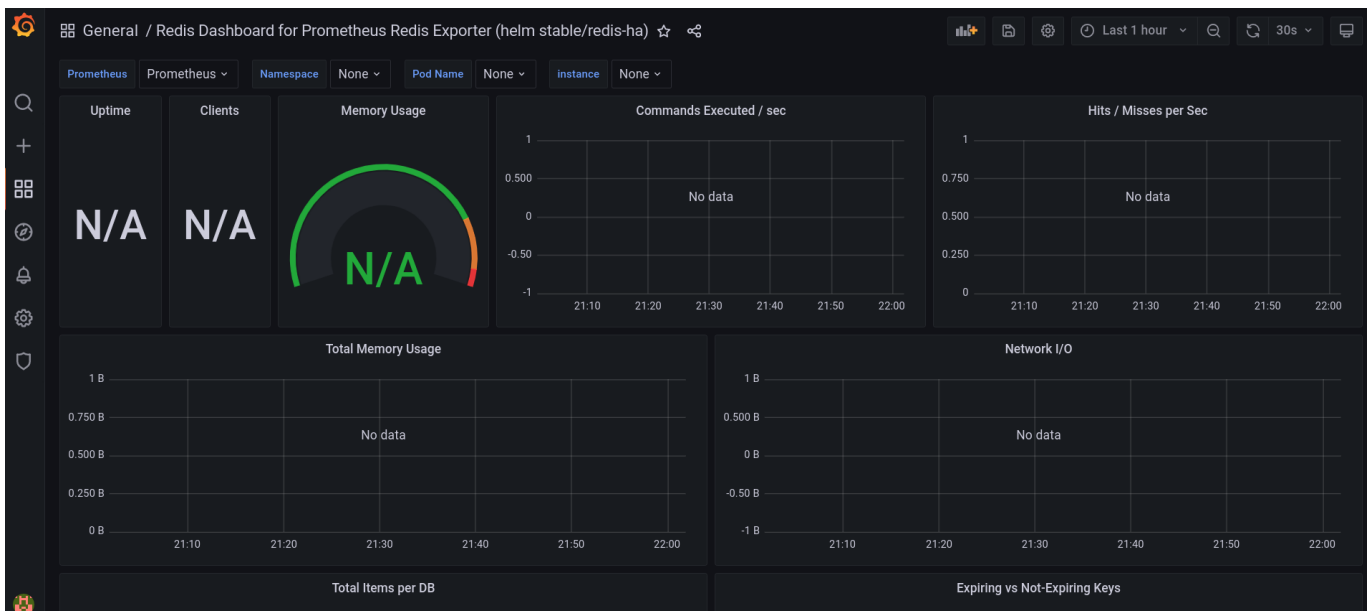 General / Redis Dashboard for Prometheus Redis Exporter (helm stable/redis-ha)
Last 1 hour
30s
Prometheus Prometheus Namespace None Pod Name None instance None
Uptime
N/A
Clients
N/A
Memory Usage
N/A
Commands Executed / sec
1
0.500
0
-0.50
-1
No data
21:10 21:20 21:30 21:40 21:50 22:00
Hits / Misses per Sec
1
0.750
0.500
0.250
0
No data
21:10 21:20 21:30 21:40 21:50 22:00
Total Memory Usage
1 B
0.750 B
0.500 B
0.250 B
0 B
No data
21:10 21:20 21:30 21:40 21:50 22:00
Network I/O
1 B
0.500 B
0 B
-0.50 B
-1 B
No data
21:10 21:20 21:30 21:40 21:50 22:00
Total Items per DB
Expiring vs Not-Expiring Keys